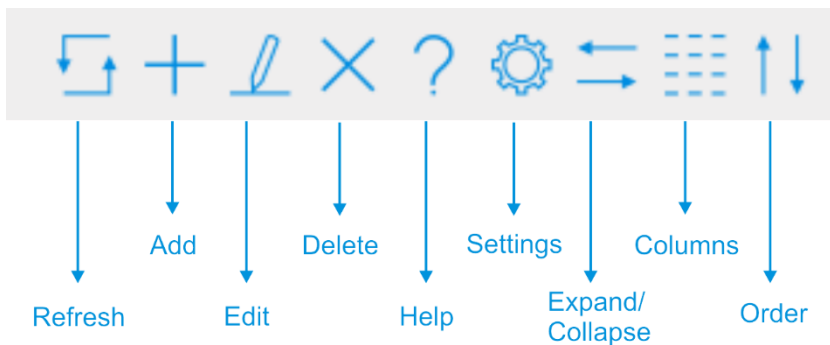 Add
Delete
Settings
Columns
Refresh
Edit
Help
Expand/
Collapse
Order